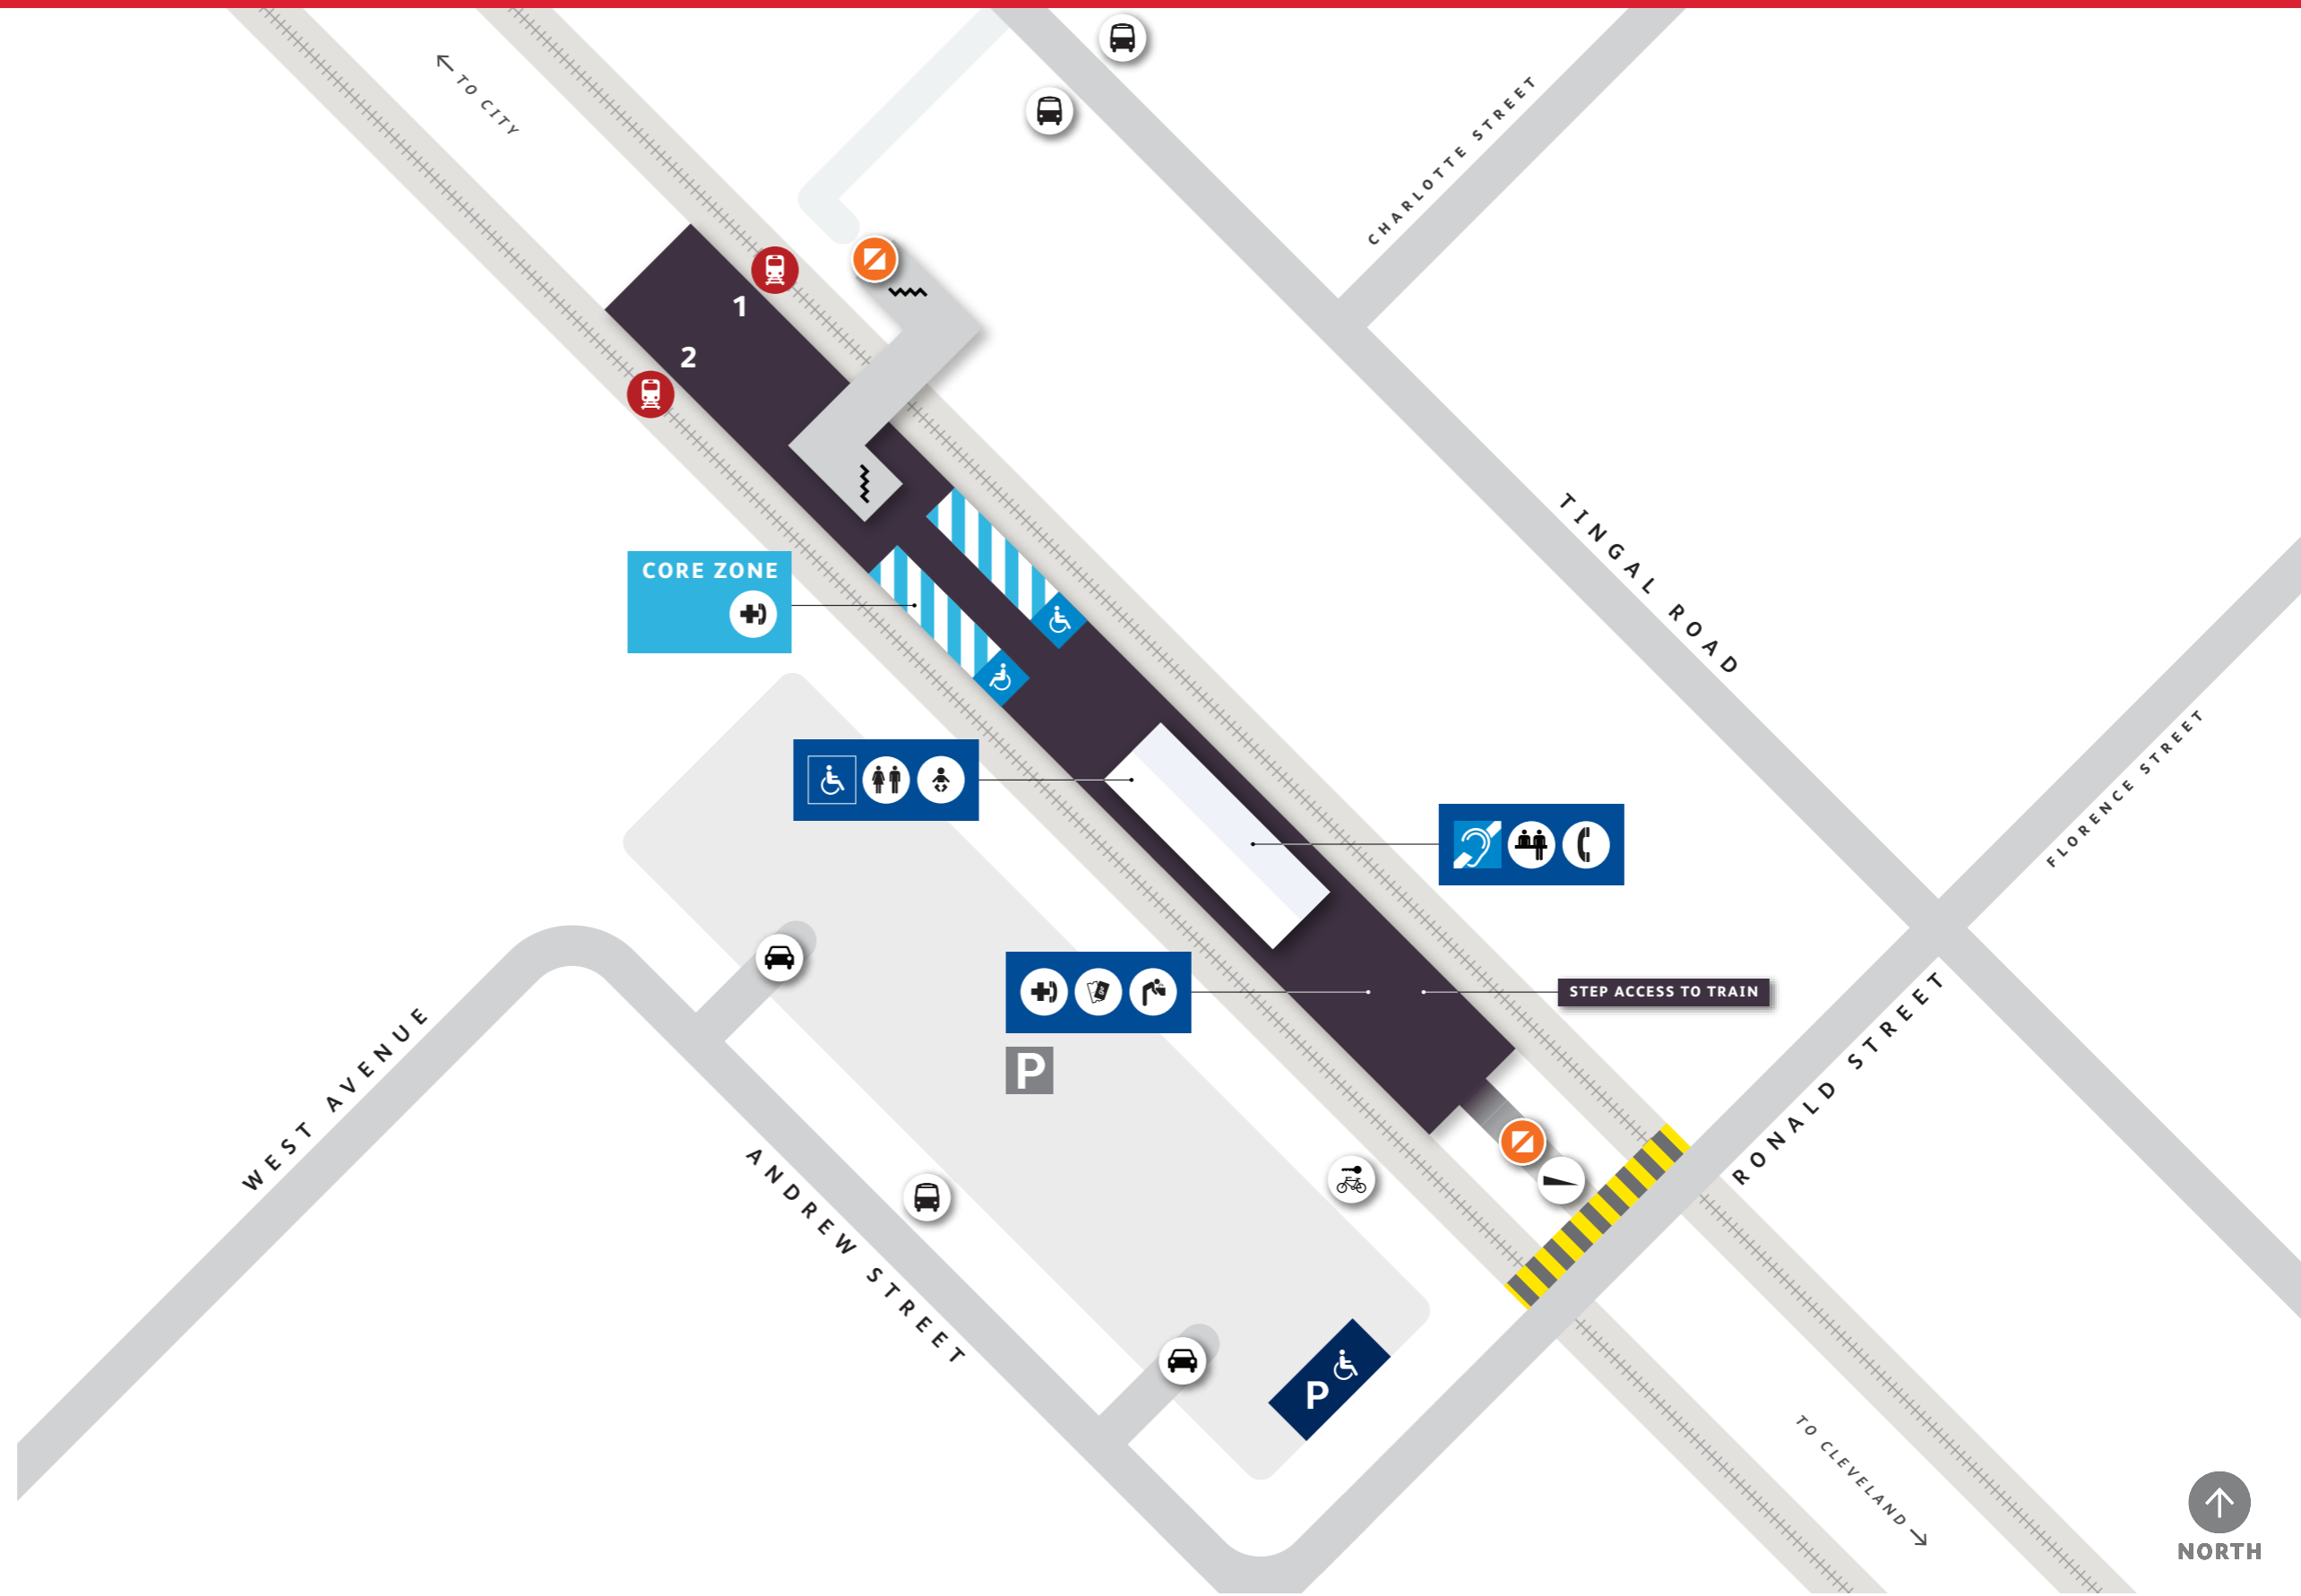 TO CITY
CHARLOTTE STREET
1
2
TINGAL ROAD
CORE ZONE
FLORENCE STREET
STEP ACCESS TO TRAIN
P
WEST AVENUE
RONALD STREET
ANDREW STREET
P
TO CLEVELAND
NORTH